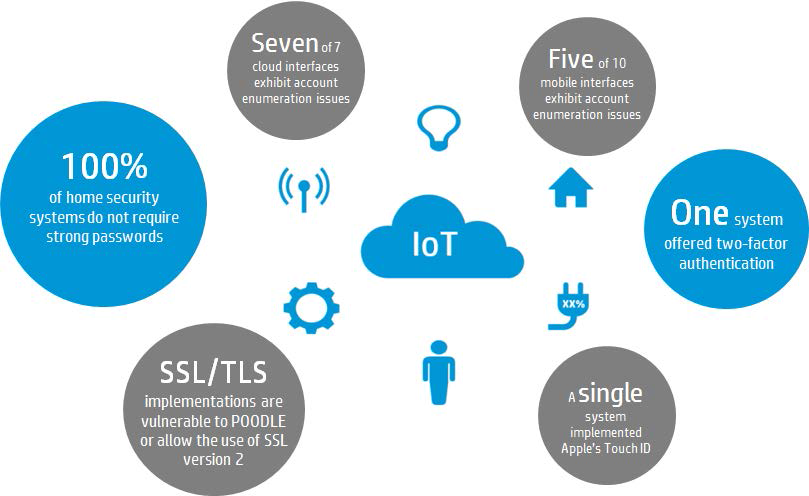 Seven of 7
cloud interfaces
exhibit account
enumeration issues
Five of 10
mobile interfaces
exhibit account
enumeration issues
100%
of home security
systems do not require
strong passwords
One system
offered two-factor
authentication
IoT
XX%
SSL/TLS
implementations are
vulnerable to POODLE
or allow the use of SSL
version 2
A single
system
implemented
Apple's Touch ID